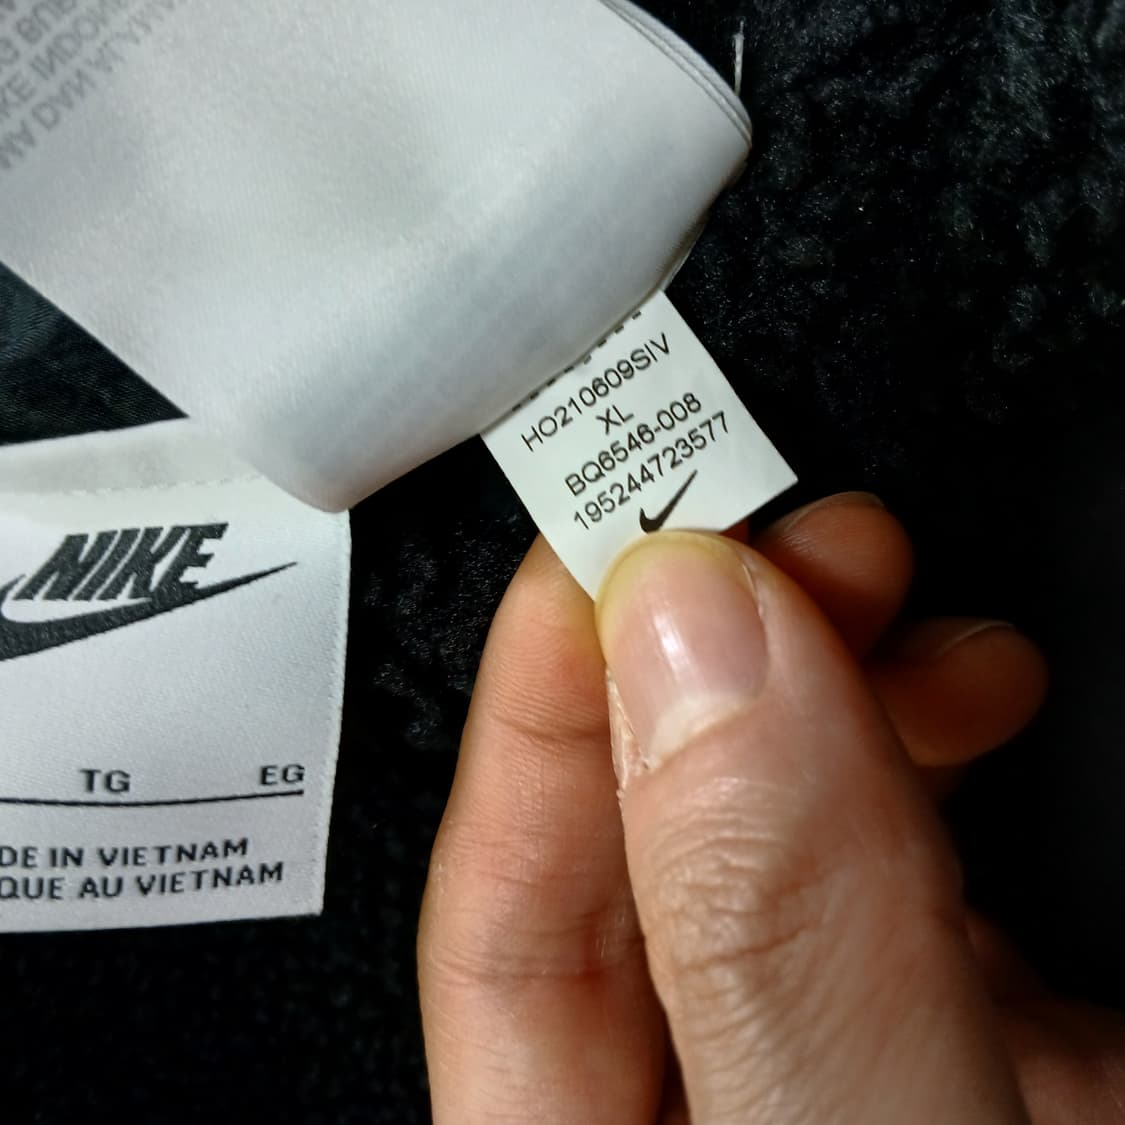 HO210609SIV
XL
BQ6546-008
195244723577
NIKE
TG EG
DE IN VIETNAM
QUE AU VIETNAM